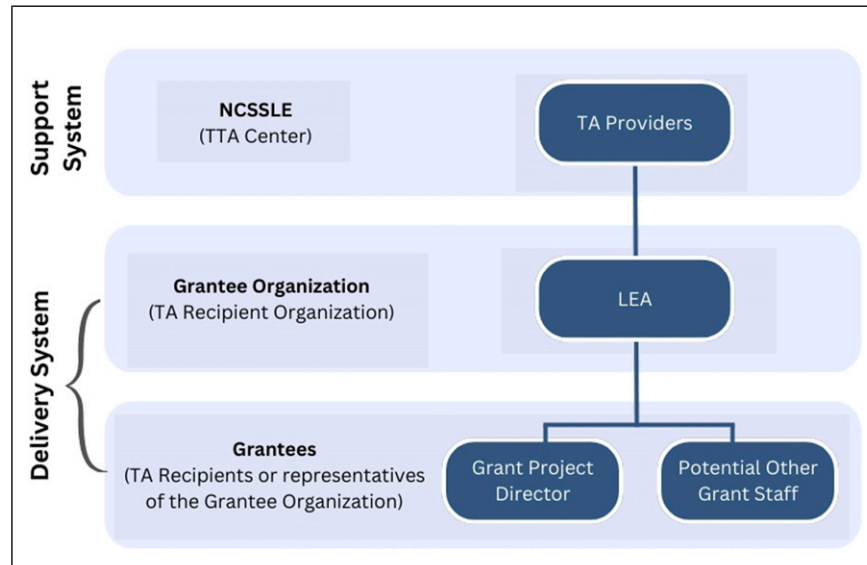 Support
System
NCSSLE
(TTA Center)
TA Providers
Delivery System
Grantee Organization
(TA Recipient Organization)
LEA
Grantees
(TA Recipients or representatives
of the Grantee Organization)
Grant Project
Director
Potential Other
Grant Staff